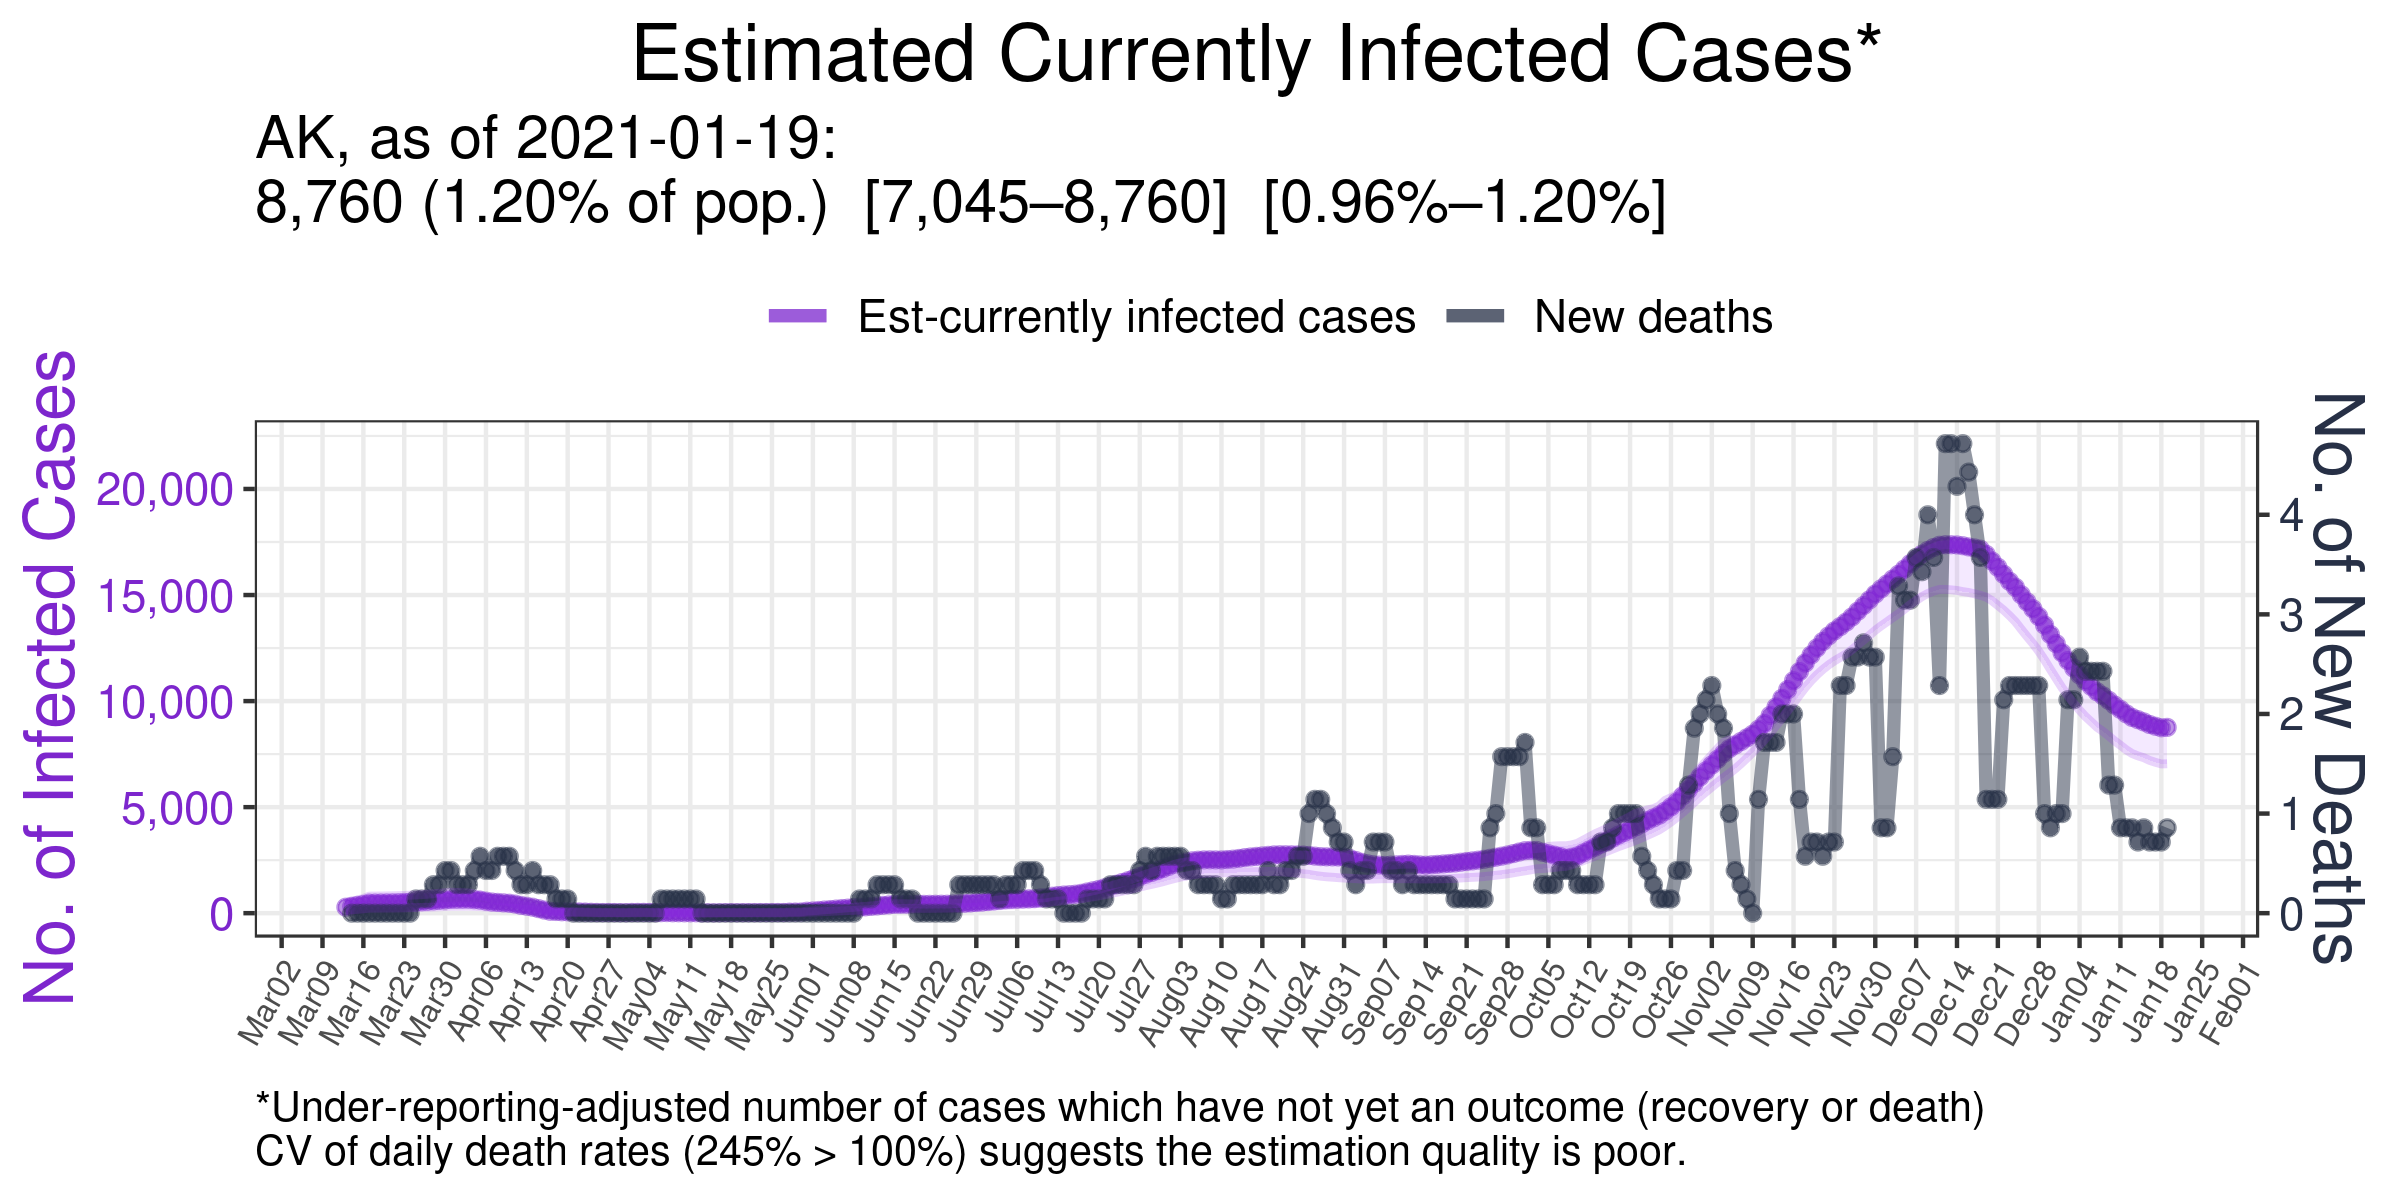 Estimated Currently Infected Cases*
AK, as of 2021-01-19:
8,760 (1.20% of pop.)  [7,045–8,760]  [0.96%–1.20%]
Est-currently infected cases
New deaths
No. of Infected Cases
20,000
15,000
10,000
5,000
0
4
3
2
1
0
No. of New Deaths
Mar02
Mar09
Mar16
Mar23
Mar30
Apr06
Apr13
Apr20
Apr27
May04
May11
May18
May25
Jun01
Jun08
Jun15
Jun22
Jun29
Jul06
Jul13
Jul20
Jul27
Aug03
Aug10
Aug17
Aug24
Aug31
Sep07
Sep14
Sep21
Sep28
Oct05
Oct12
Oct19
Oct26
Nov02
Nov09
Nov16
Nov23
Nov30
Dec07
Dec14
Dec21
Dec28
Jan04
Jan11
Jan18
Jan25
Feb01
*Under-reporting-adjusted number of cases which have not yet an outcome (recovery or death)
CV of daily death rates (245% > 100%) suggests the estimation quality is poor.